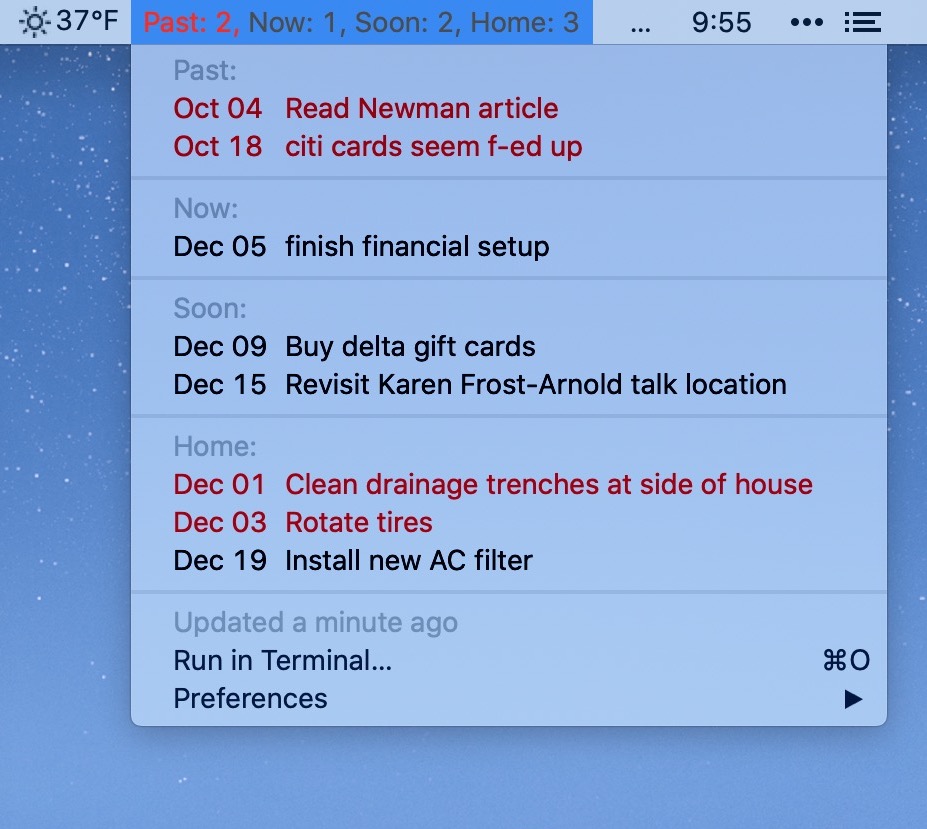 37°F Past: 2, Now: 1, Soon: 2, Home: 3 ... 9:55
Past:
Oct 04 Read Newman article
Oct 18 citi cards seem f-ed up
Now:
Dec 05 finish financial setup
Soon:
Dec 09 Buy delta gift cards
Dec 15 Revisit Karen Frost-Arnold talk location
Home:
Dec 01 Clean drainage trenches at side of house
Dec 03 Rotate tires
Dec 19 Install new AC filter
Updated a minute ago
Run in Terminal... ⌘O
Preferences